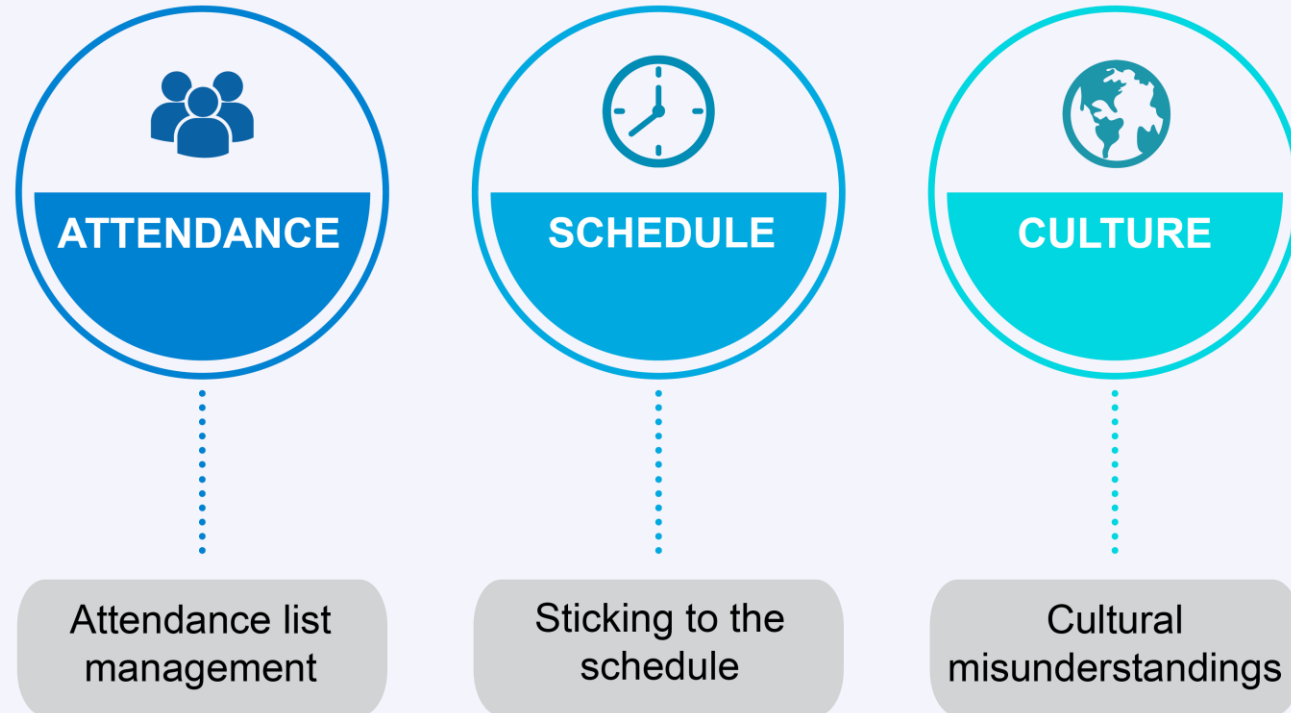 ATTENDANCE
SCHEDULE
CULTURE
Attendance list
management
Sticking to the
schedule
Cultural
misunderstandings